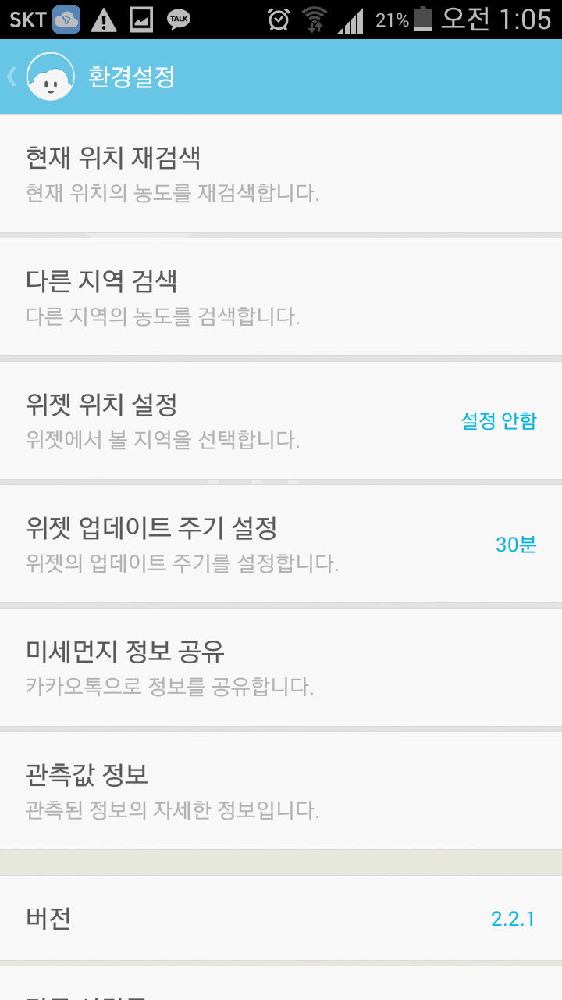 SKT TALK 21% 오전 1:05
환경설정
현재 위치 재검색
현재 위치의 농도를 재검색합니다.
다른 지역 검색
다른 지역의 농도를 검색합니다.
위젯 위치 설정
설정 안함
위젯에서 볼 지역을 선택합니다.
위젯 업데이트 주기 설정
30분
위젯의 업데이트 주기를 설정합니다.
미세먼지 정보 공유
카카오톡으로 정보를 공유합니다.
관측값 정보
관측된 정보의 자세한 정보입니다.
버전 2.2.1